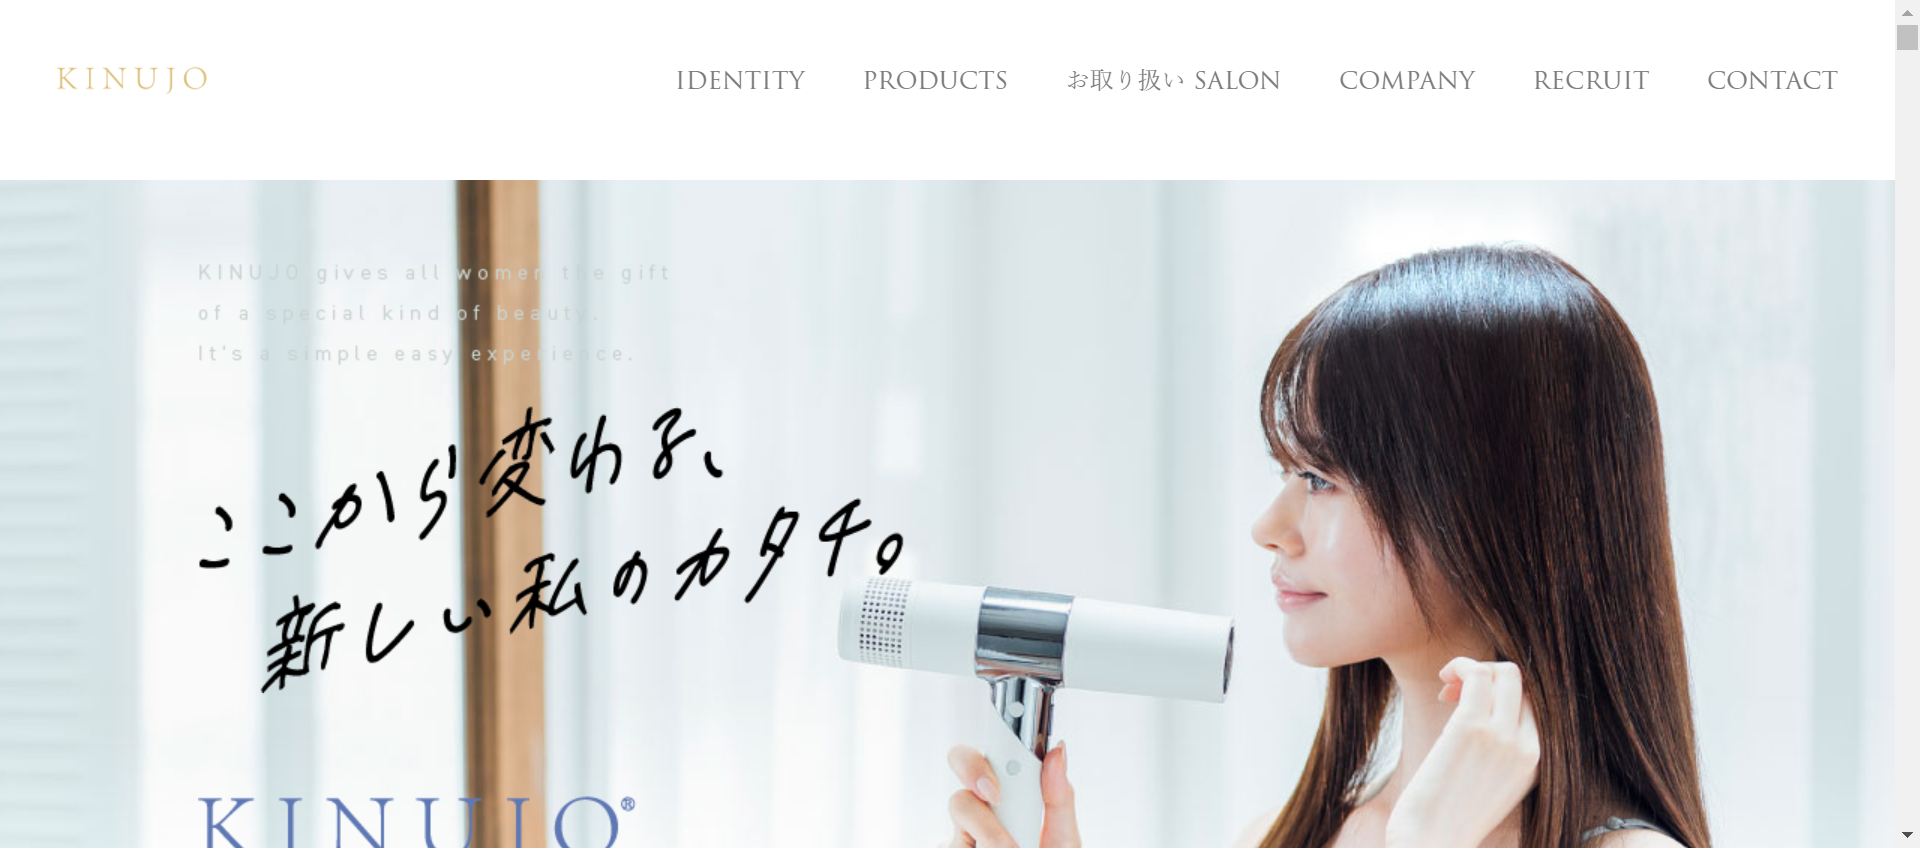 KINUJO
IDENTITY
PRODUCTS
お取り扱い SALON
COMPANY
RECRUIT
CONTACT
KINUJO gives all women the gift
of a special kind of beauty.
It's a simple easy experience.
ここから変わる、
新しい私のカタチ。
KINUJO®